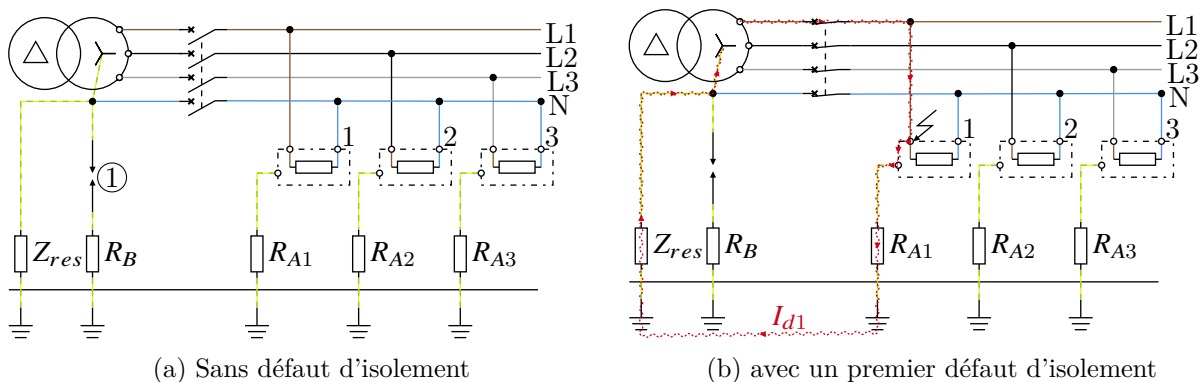 L1
L2
L3
N
1
2
3
1
Z_res
R_B
R_A1
R_A2
R_A3
(a) Sans défaut d'isolement
L1
L2
L3
N
1
2
3
Z_res
R_B
R_A1
R_A2
R_A3
I_d1
(b) avec un premier défaut d'isolement